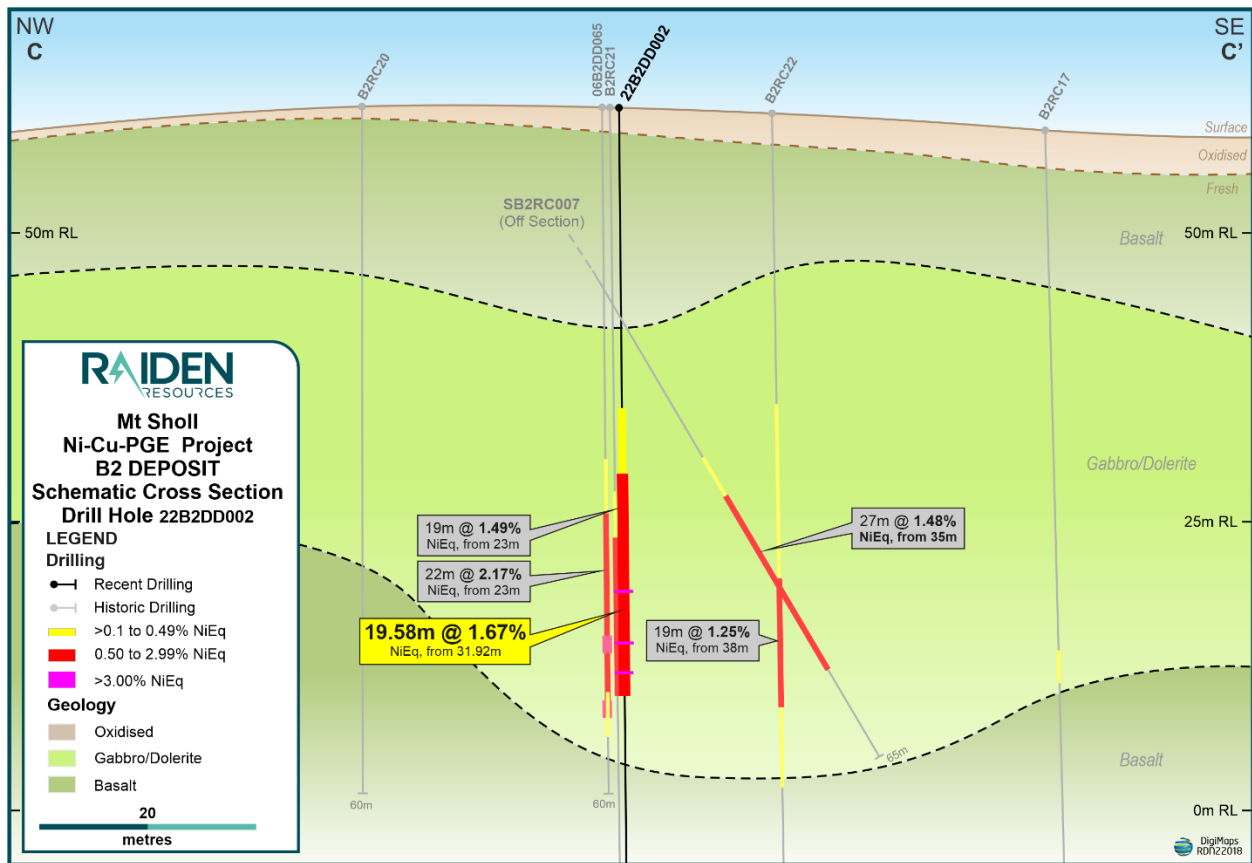 NW
C
SE
C'
B2RC20
06B2DD065
B2RC21
22B2DD002
B2RC22
B2RC17
Surface
Oxidised
Fresh
SB2RC007
(Off Section)
50m RL
Basalt
50m RL
RAIDEN
RESOURCES
Mt Sholl
Ni-Cu-PGE Project
B2 DEPOSIT
Schematic Cross Section
Drill Hole 22B2DD002
LEGEND
Drilling
Recent Drilling
Historic Drilling
>0.1 to 0.49% NiEq
0.50 to 2.99% NiEq
>3.00% NiEq
Geology
Oxidised
Gabbro/Dolerite
Basalt
20
metres
Gabbro/Dolerite
19m @ 1.49%
NiEq, from 23m
27m @ 1.48%
NiEq, from 35m
25m RL
22m @ 2.17%
NiEq, from 23m
19.58m @ 1.67%
NiEq, from 31.92m
19m @ 1.25%
NiEq, from 38m
65m
Basalt
60m
60m
0m RL
DigiMaps
RDN22018